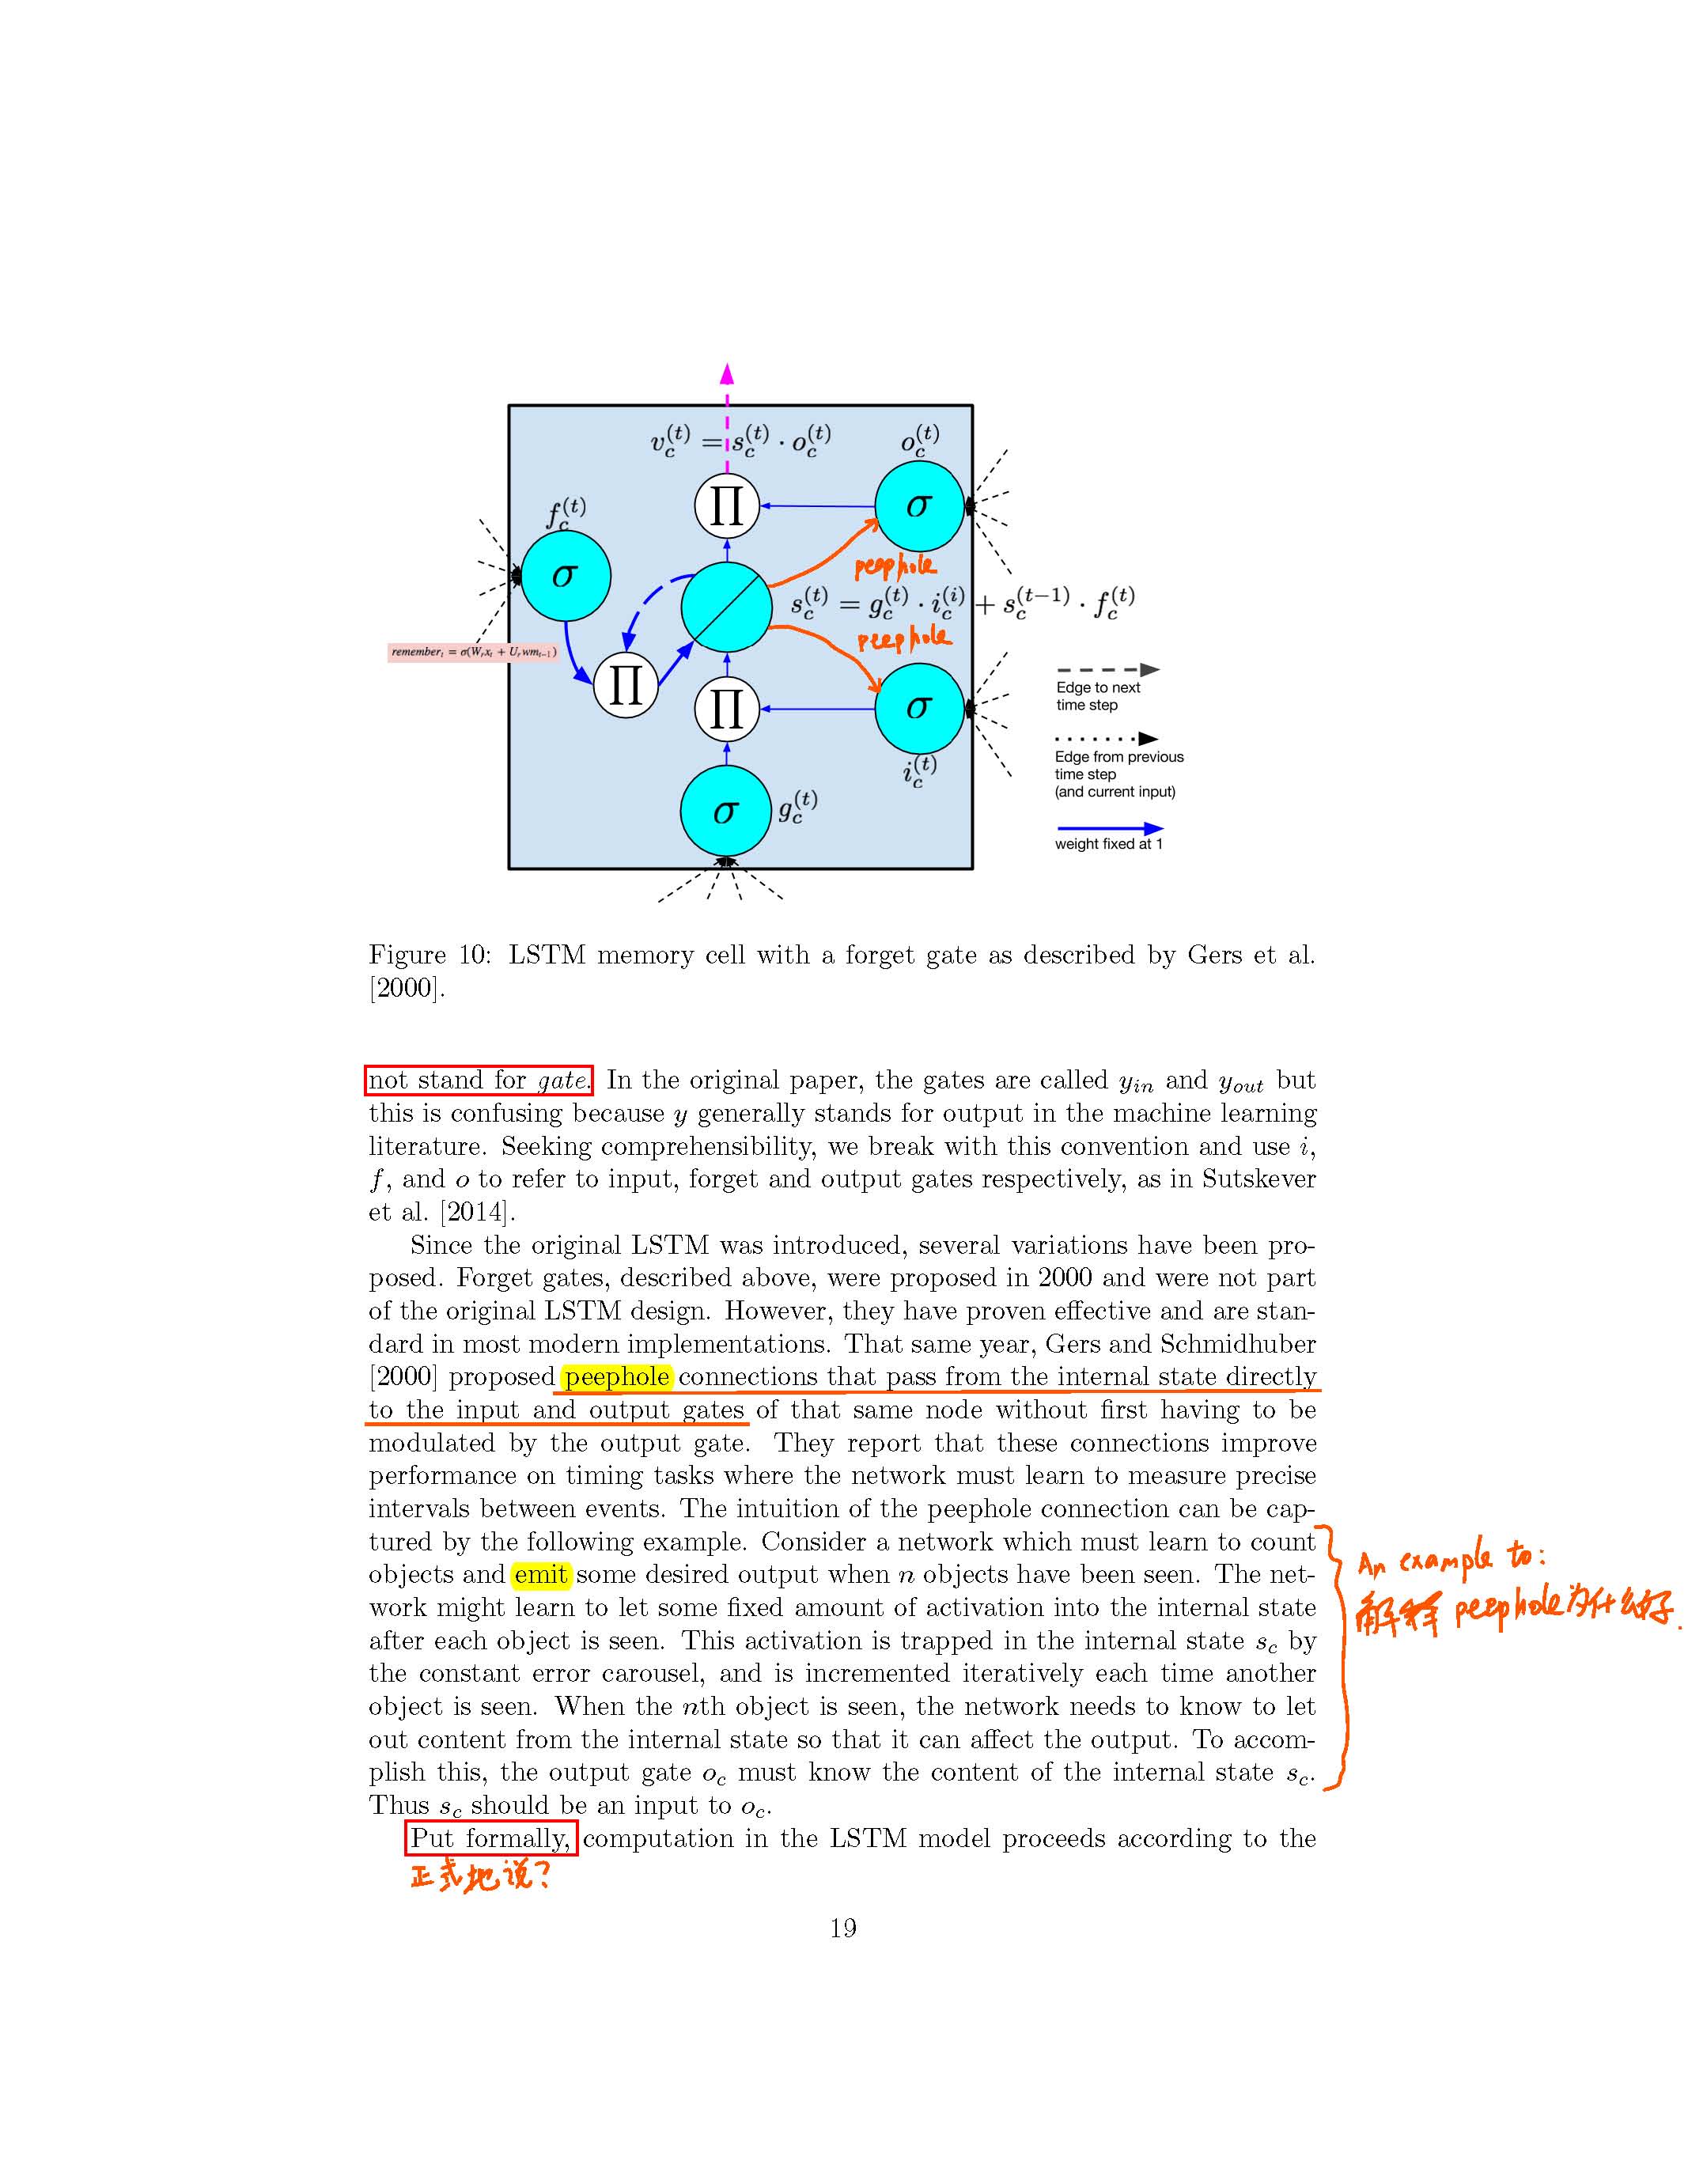 v_c^{(t)} = s_c^{(t)} · o_c^{(t)}
o_c^{(t)}
∏
σ
f_c^{(t)}
σ
peephole
s_c^{(t)} = g_c^{(t)} · i_c^{(i)} + s_c^{(t−1)} · f_c^{(t)}
peephole
remember_t = σ(W_r x_t + U_r wm_{t−1})
∏
∏
σ
i_c^{(t)}
σ
g_c^{(t)}
Edge to next
time step
Edge from previous
time step
(and current input)
weight fixed at 1
Figure 10: LSTM memory cell with a forget gate as described by Gers et al.
[2000].
not stand for gate. In the original paper, the gates are called y_{in} and y_{out} but
this is confusing because y generally stands for output in the machine learning
literature. Seeking comprehensibility, we break with this convention and use i,
f, and o to refer to input, forget and output gates respectively, as in Sutskever
et al. [2014].
Since the original LSTM was introduced, several variations have been pro-
posed. Forget gates, described above, were proposed in 2000 and were not part
of the original LSTM design. However, they have proven effective and are stan-
dard in most modern implementations. That same year, Gers and Schmidhuber
[2000] proposed peephole connections that pass from the internal state directly
to the input and output gates of that same node without first having to be
modulated by the output gate. They report that these connections improve
performance on timing tasks where the network must learn to measure precise
intervals between events. The intuition of the peephole connection can be cap-
tured by the following example. Consider a network which must learn to count
objects and emit some desired output when n objects have been seen. The net-
work might learn to let some fixed amount of activation into the internal state
after each object is seen. This activation is trapped in the internal state s_c by
the constant error carousel, and is incremented iteratively each time another
object is seen. When the nth object is seen, the network needs to know to let
out content from the internal state so that it can affect the output. To accom-
plish this, the output gate o_c must know the content of the internal state s_c.
Thus s_c should be an input to o_c.
An example to:
解释 peephole为什么好.
Put formally, computation in the LSTM model proceeds according to the
正式地说?
19